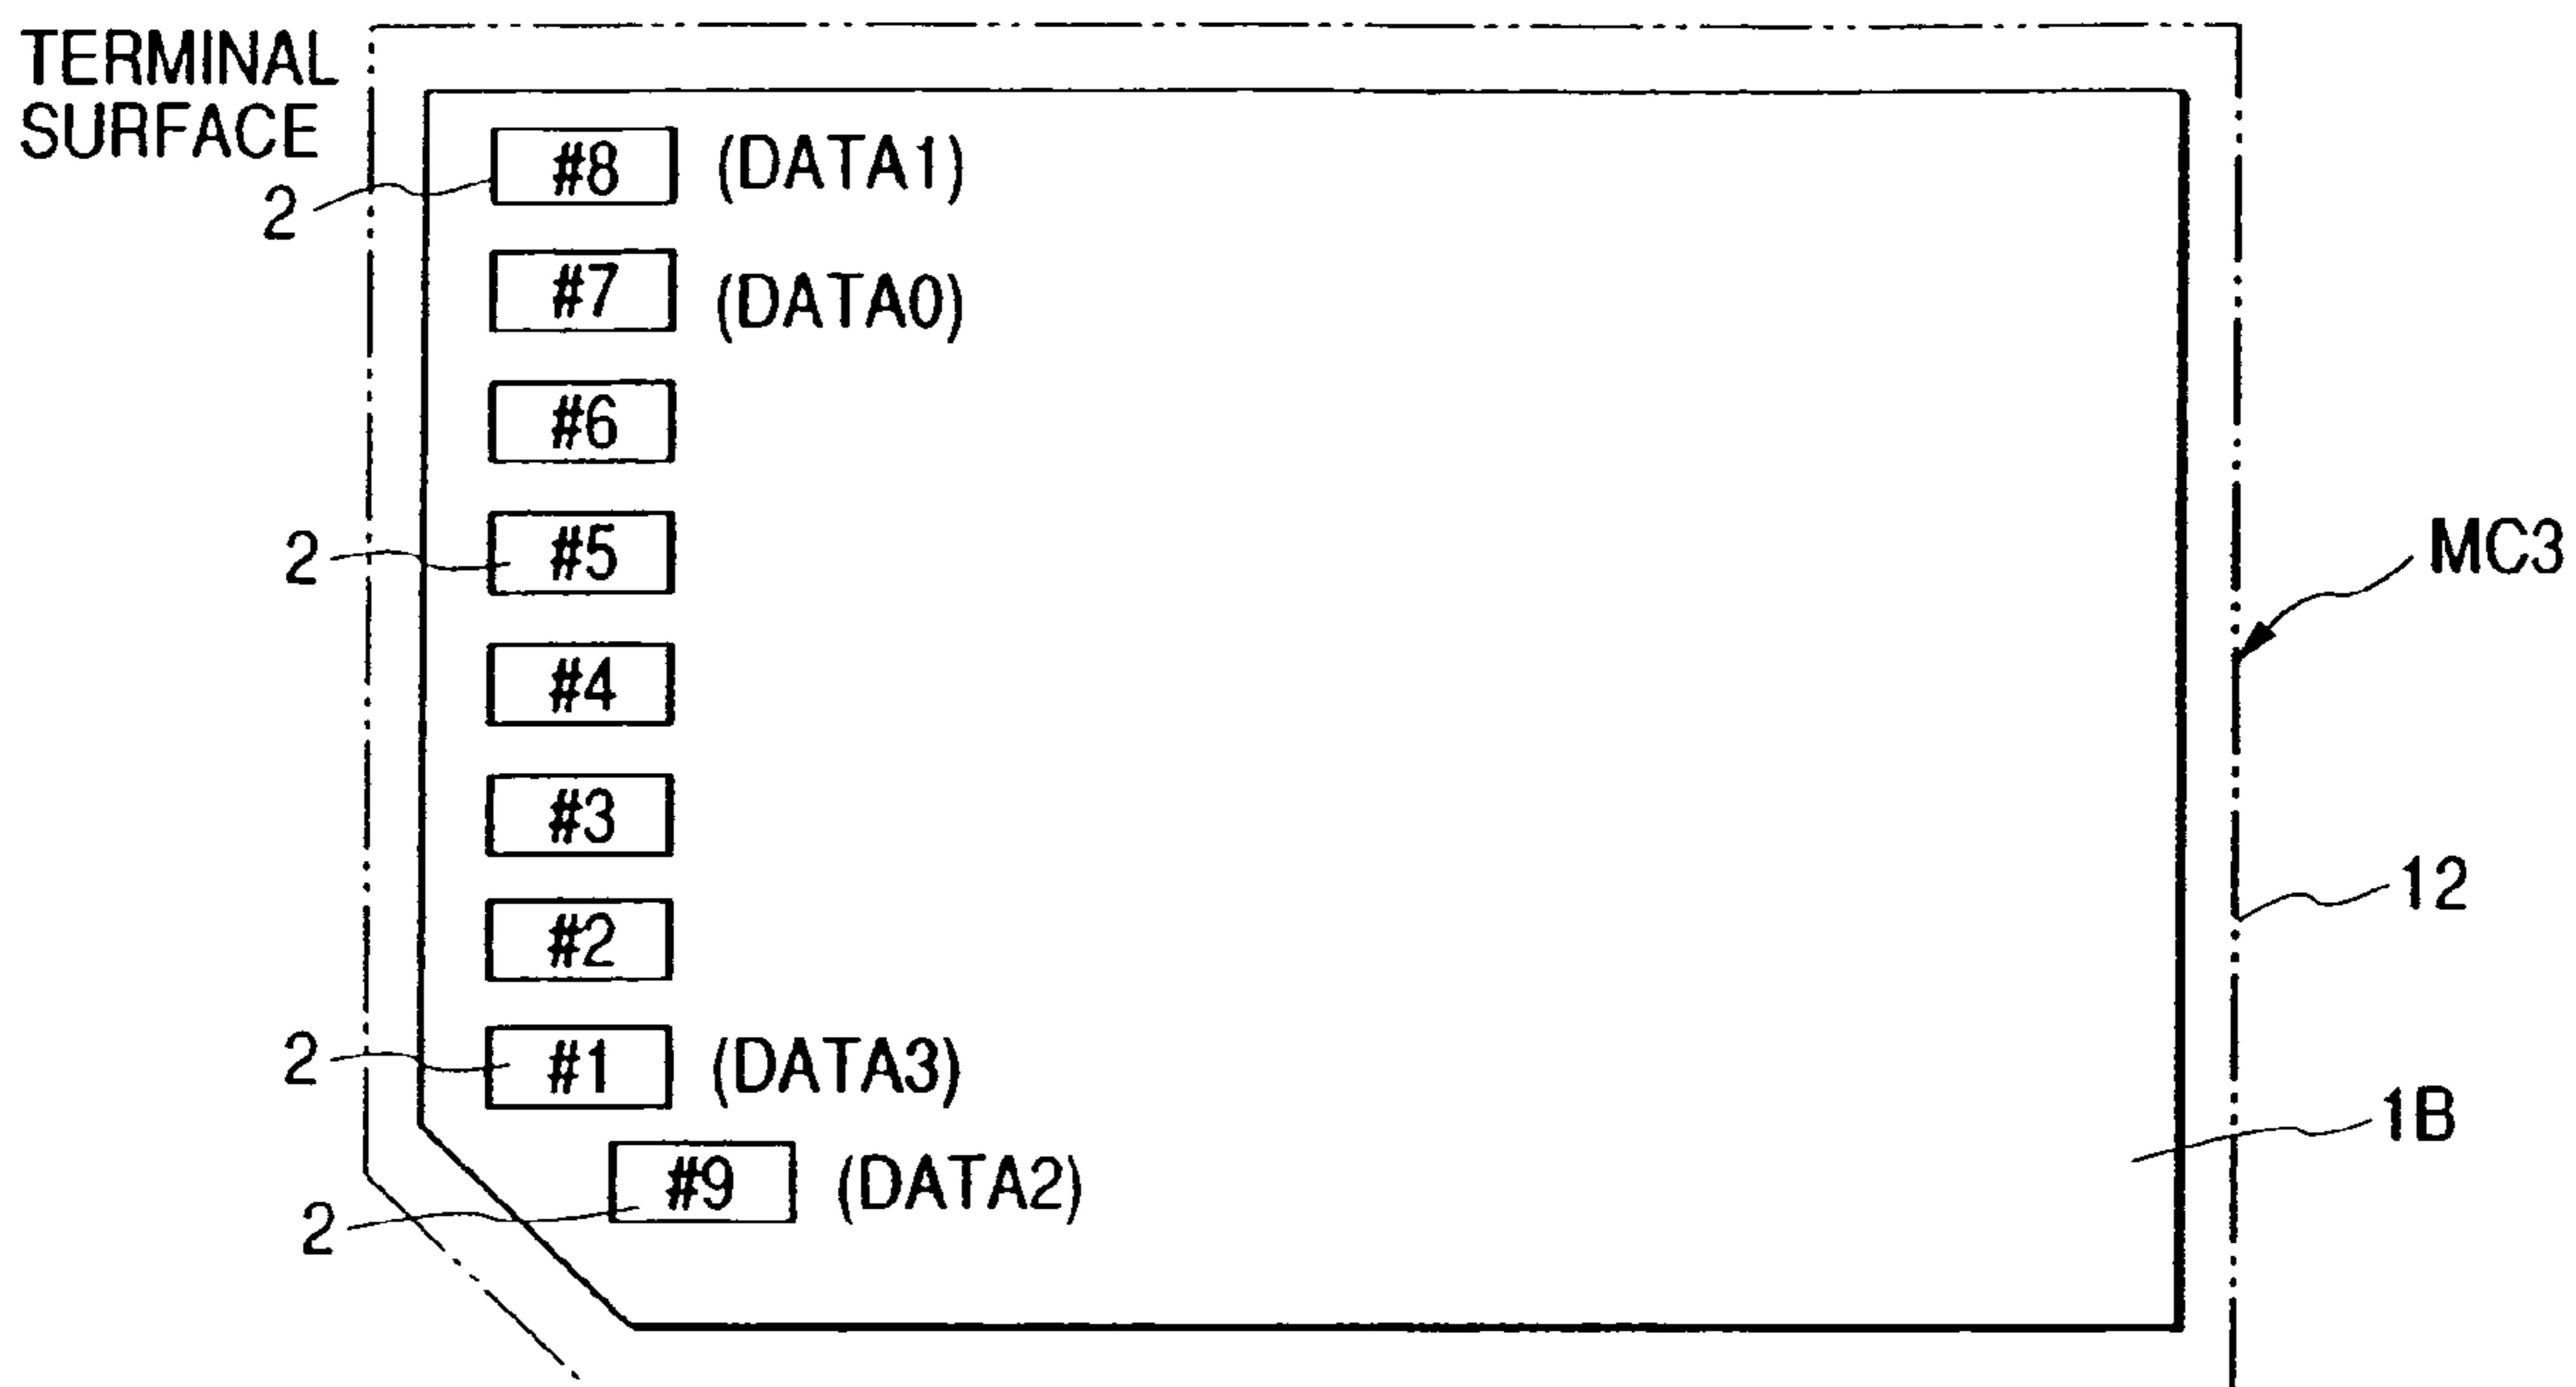 TERMINAL
SURFACE
#8 (DATA1)
2
#7 (DATA0)
#6
2 #5 MC3
#4
#3
12
#2
2 #1 (DATA3)
1B
#9 (DATA2)
2